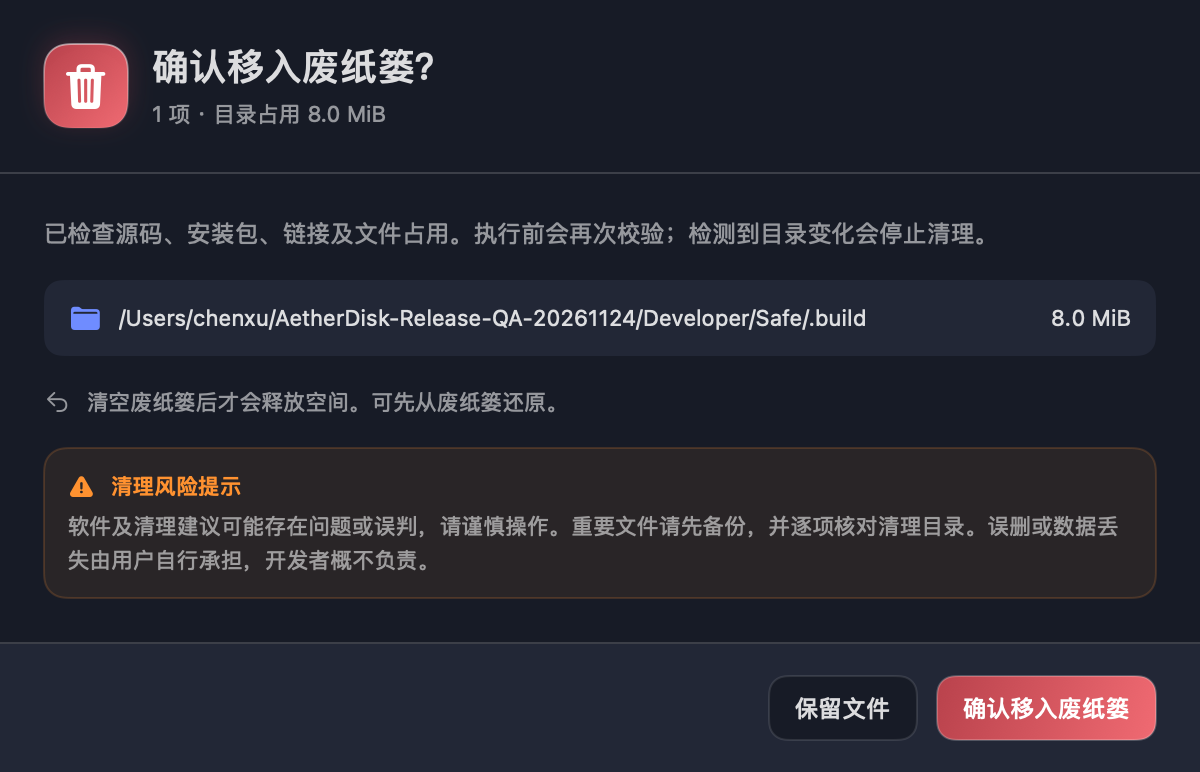 确认移入废纸篓?
1 项 · 目录占用 8.0 MiB
已检查源码、安装包、链接及文件占用。执行前会再次校验；检测到目录变化会停止清理。
/Users/chenxu/AetherDisk-Release-QA-20261124/Developer/Safe/.build 8.0 MiB
清空废纸篓后才会释放空间。可先从废纸篓还原。
清理风险提示
软件及清理建议可能存在问题或误判，请谨慎操作。重要文件请先备份，并逐项核对清理目录。误删或数据丢
失由用户自行承担，开发者概不负责。
保留文件 确认移入废纸篓